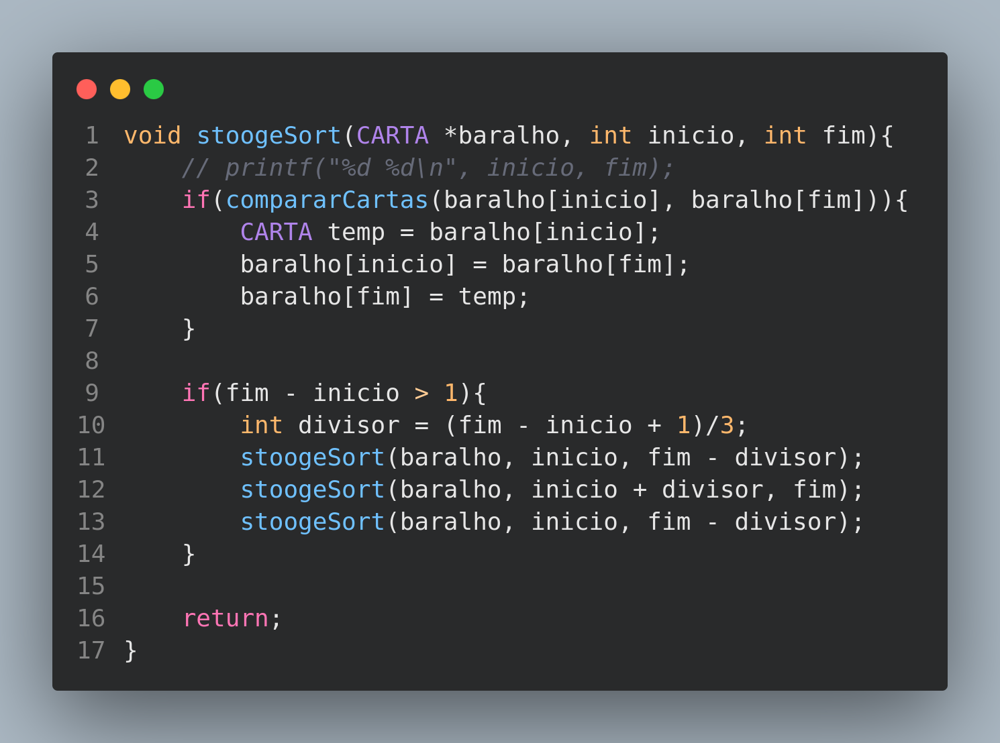 1 void stoogeSort(CARTA *baralho, int inicio, int fim){
2     // printf("%d %d\n", inicio, fim);
3     if(compararCartas(baralho[inicio], baralho[fim])){
4         CARTA temp = baralho[inicio];
5         baralho[inicio] = baralho[fim];
6         baralho[fim] = temp;
7     }
8
9     if(fim - inicio > 1){
10         int divisor = (fim - inicio + 1)/3;
11         stoogeSort(baralho, inicio, fim - divisor);
12         stoogeSort(baralho, inicio + divisor, fim);
13         stoogeSort(baralho, inicio, fim - divisor);
14     }
15
16     return;
17 }